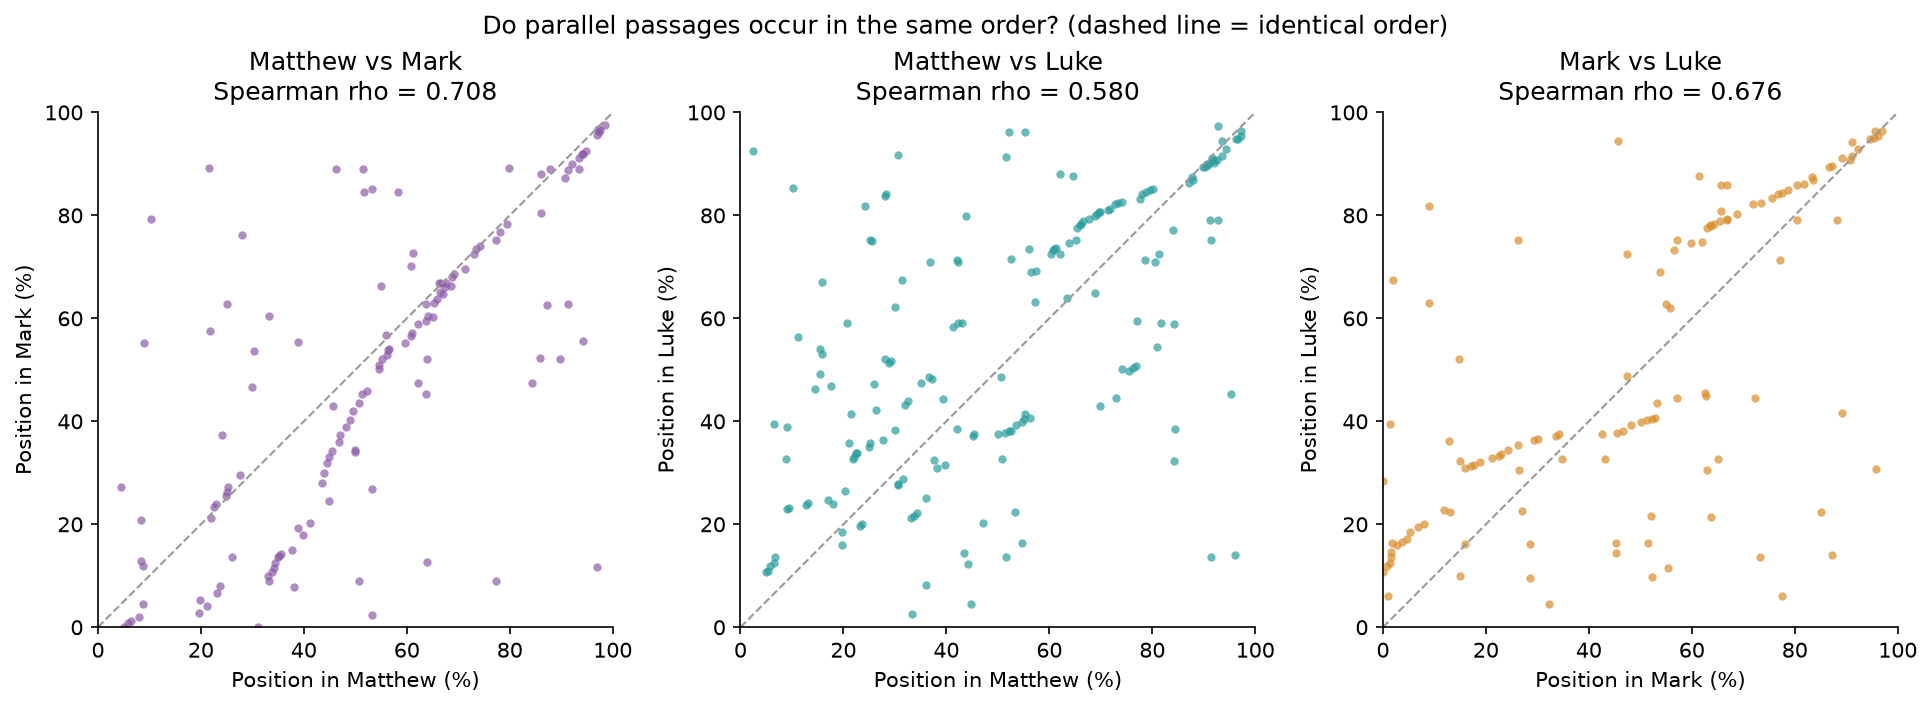 Do parallel passages occur in the same order? (dashed line = identical order)
Matthew vs Mark
Spearman rho = 0.708
Position in Mark (%)
100
80
60
40
20
0
0 20 40 60 80 100
Position in Matthew (%)
Matthew vs Luke
Spearman rho = 0.580
Position in Luke (%)
100
80
60
40
20
0
0 20 40 60 80 100
Position in Matthew (%)
Mark vs Luke
Spearman rho = 0.676
Position in Luke (%)
100
80
60
40
20
0
0 20 40 60 80 100
Position in Mark (%)